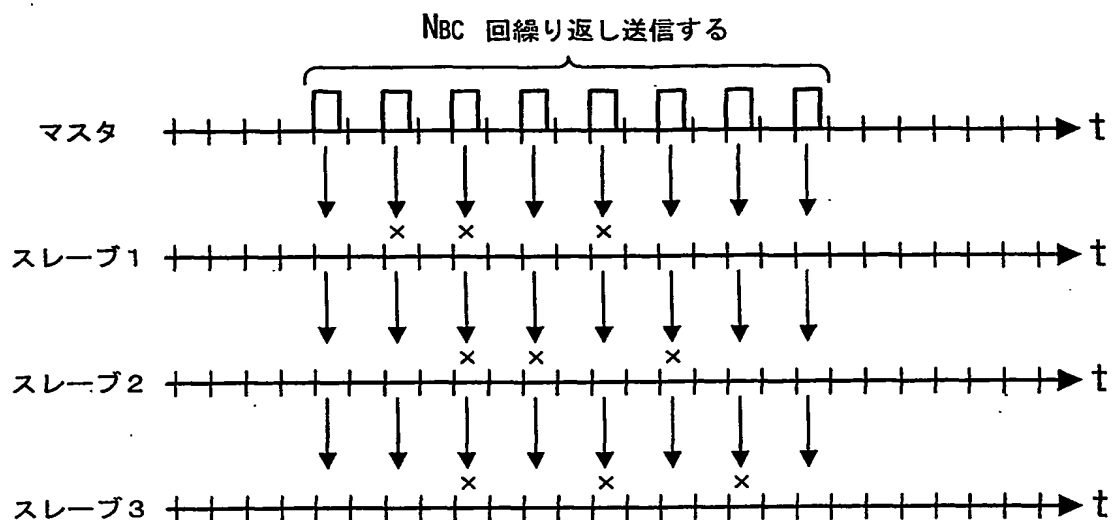 NBC 回繰り返し送信する
マスタ t
× × ×
スレーブ1 t
× × ×
スレーブ2 t
× × ×
スレーブ3 t